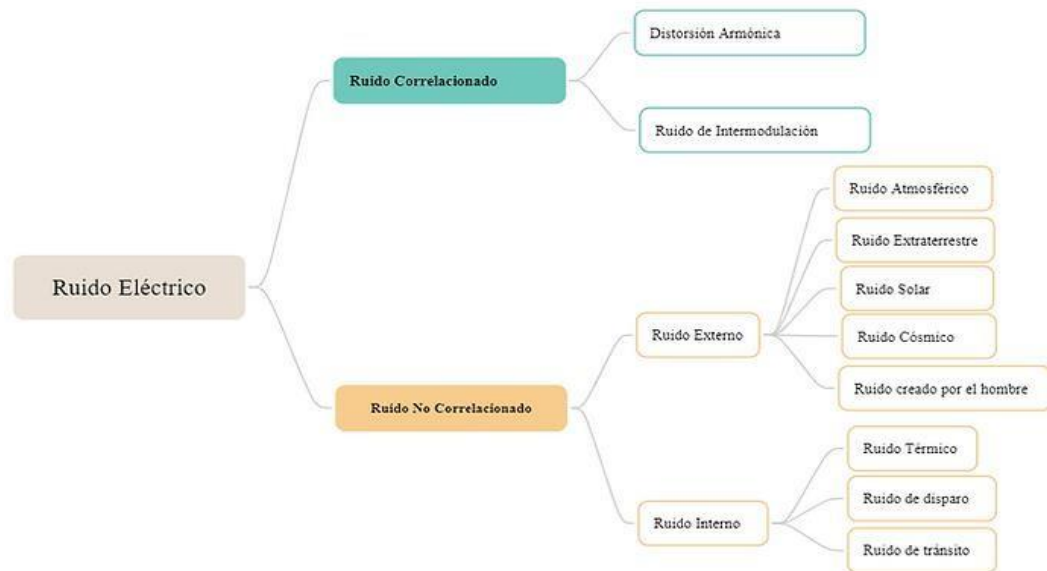 Ruido Eléctrico
Ruido Correlacionado
Distorsión Armónica
Ruido de Intermodulación
Ruido No Correlacionado
Ruido Externo
Ruido Atmosférico
Ruido Extraterrestre
Ruido Solar
Ruido Cósmico
Ruido creado por el hombre
Ruido Interno
Ruido Térmico
Ruido de disparo
Ruido de tránsito